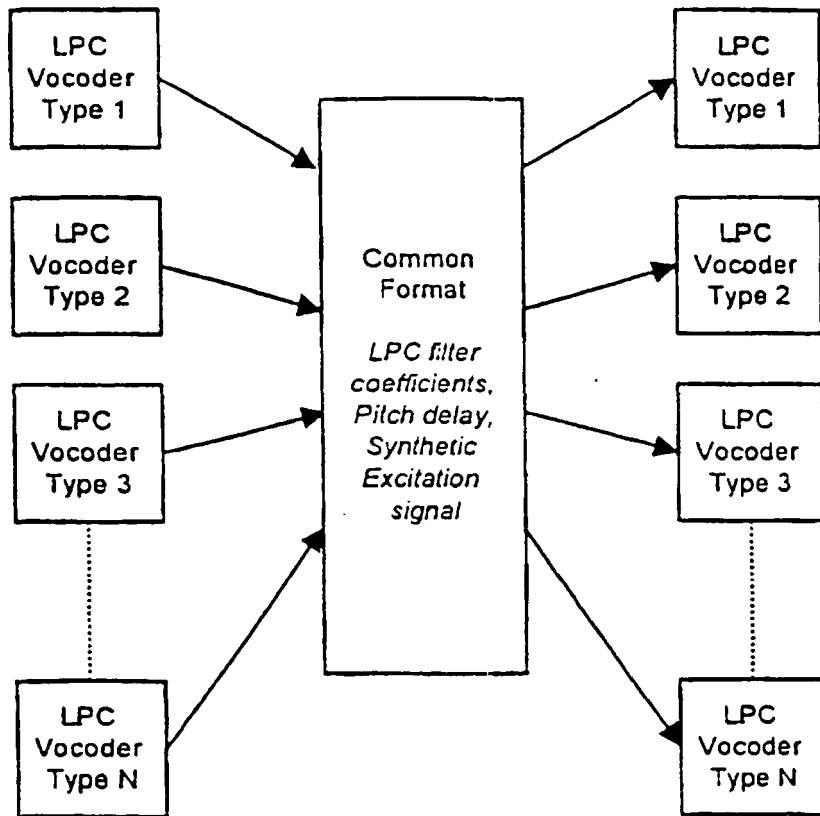 LPC
Vocoder
Type 1
LPC
Vocoder
Type 2
LPC
Vocoder
Type 3
LPC
Vocoder
Type N
Common
Format
LPC filter
coefficients,
Pitch delay,
Synthetic
Excitation
signal
LPC
Vocoder
Type 1
LPC
Vocoder
Type 2
LPC
Vocoder
Type 3
LPC
Vocoder
Type N